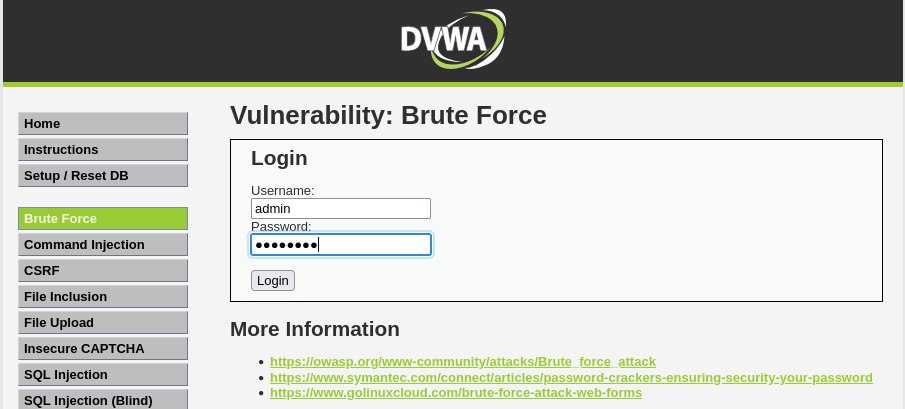 DVWA
Home
Instructions
Setup / Reset DB
Brute Force
Command Injection
CSRF
File Inclusion
File Upload
Insecure CAPTCHA
SQL Injection
SQL Injection (Blind)
Vulnerability: Brute Force
Login
Username:
admin
Password:
••••••••
Login
More Information
• https://owasp.org/www-community/attacks/Brute_force_attack
• https://www.symantec.com/connect/articles/password-crackers-ensuring-security-your-password
• https://www.golinuxcloud.com/brute-force-attack-web-forms